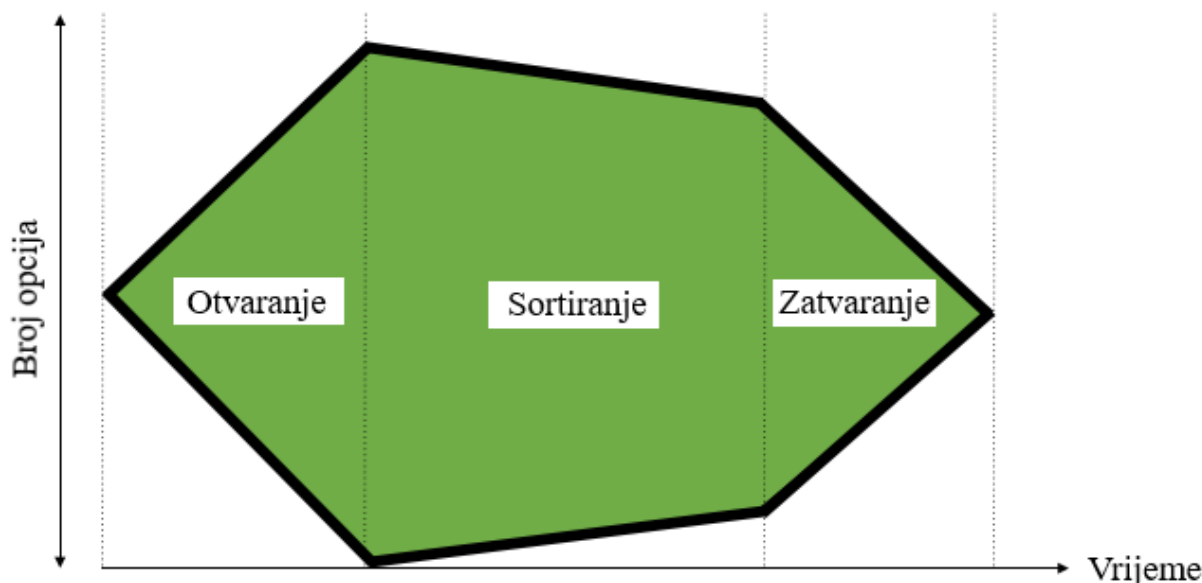 Broj opcija
Otvaranje
Sortiranje
Zatvaranje
Vrijeme